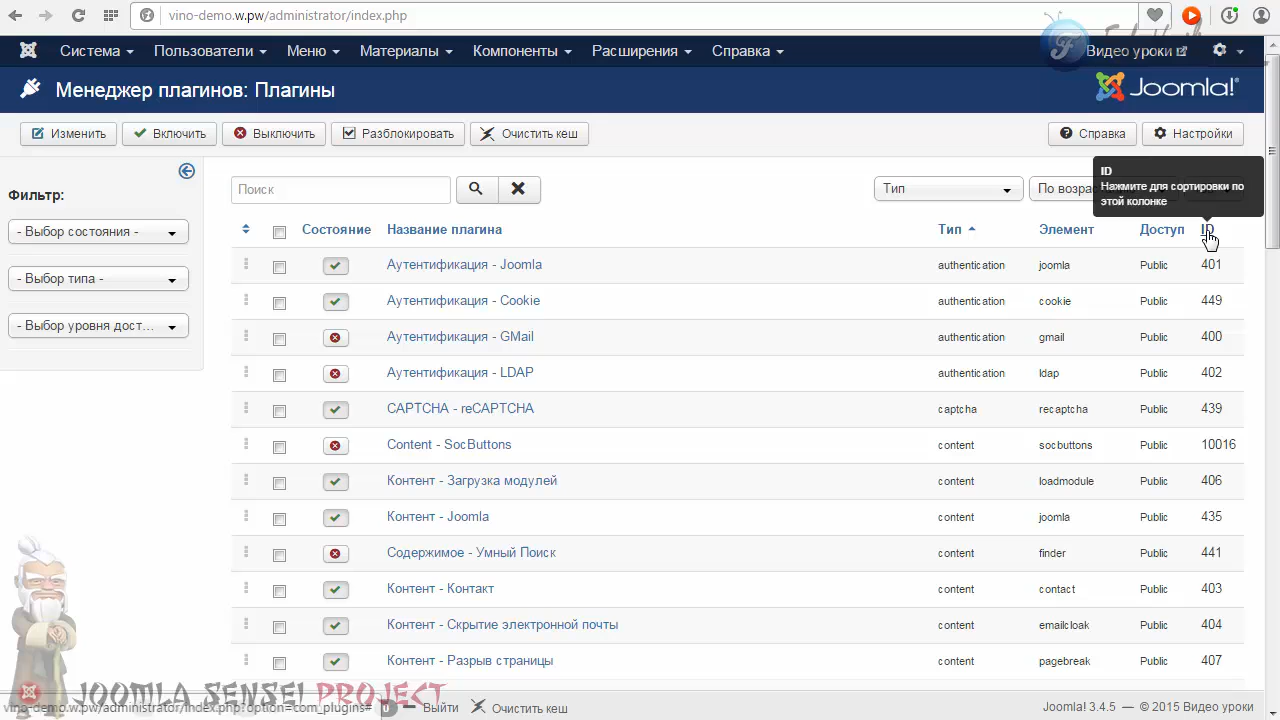 vino-demo.w.pw/administrator/index.php
Система Пользователи Меню Материалы Компоненты Расширения Справка Видео уроки
Менеджер плагинов: Плагины Joomla!
Изменить Включить Выключить Разблокировать Очистить кеш Справка Настройки
ID
Нажмите для сортировки по
этой колонке
Фильтр:
- Выбор состояния -
- Выбор типа -
- Выбор уровня дост...
Поиск Тип По возрас
Состояние Название плагина Тип Элемент Доступ ID
Аутентификация - Joomla authentication joomla Public 401
Аутентификация - Cookie authentication cookie Public 449
Аутентификация - GMail authentication gmail Public 400
Аутентификация - LDAP authentication ldap Public 402
CAPTCHA - reCAPTCHA captcha recaptcha Public 439
Content - SocButtons content socbuttons Public 10016
Контент - Загрузка модулей content loadmodule Public 406
Контент - Joomla content joomla Public 435
Содержимое - Умный Поиск content finder Public 441
Контент - Контакт content contact Public 403
Контент - Скрытие электронной почты content emailcloak Public 404
Контент - Разрыв страницы content pagebreak Public 407
JOOMLA SENSEI PROJECT
vino-demo.w.pw/administrator/index.php?option=com_plugins# Выйти Очистить кеш Joomla! 3.4.5 — © 2015 Видео уроки